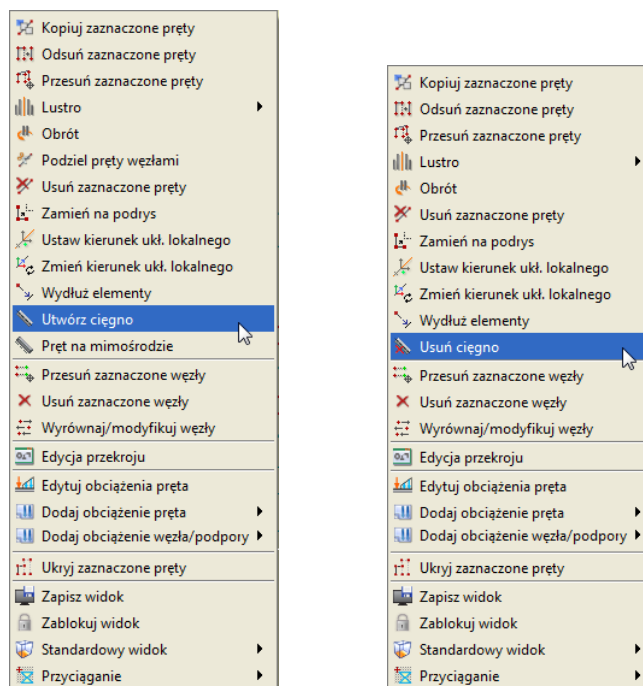 Kopiuj zaznaczone pręty
Odsuń zaznaczone pręty
Przesuń zaznaczone pręty
Lustro
Obrót
Podziel pręty węzłami
Usuń zaznaczone pręty
Zamień na podrys
Ustaw kierunek ukł. lokalnego
Zmień kierunek ukł. lokalnego
Wydłuż elementy
Utwórz cięgno
Pręt na mimośrodzie
Przesuń zaznaczone węzły
Usuń zaznaczone węzły
Wyrównaj/modyfikuj węzły
Edycja przekroju
Edytuj obciążenia pręta
Dodaj obciążenie pręta
Dodaj obciążenie węzła/podpory
Ukryj zaznaczone pręty
Zapisz widok
Zablokuj widok
Standardowy widok
Przyciąganie
Kopiuj zaznaczone pręty
Odsuń zaznaczone pręty
Przesuń zaznaczone pręty
Lustro
Obrót
Usuń zaznaczone pręty
Zamień na podrys
Ustaw kierunek ukł. lokalnego
Zmień kierunek ukł. lokalnego
Wydłuż elementy
Usuń cięgno
Przesuń zaznaczone węzły
Usuń zaznaczone węzły
Wyrównaj/modyfikuj węzły
Edycja przekroju
Edytuj obciążenia pręta
Dodaj obciążenie pręta
Dodaj obciążenie węzła/podpory
Ukryj zaznaczone pręty
Zapisz widok
Zablokuj widok
Standardowy widok
Przyciąganie